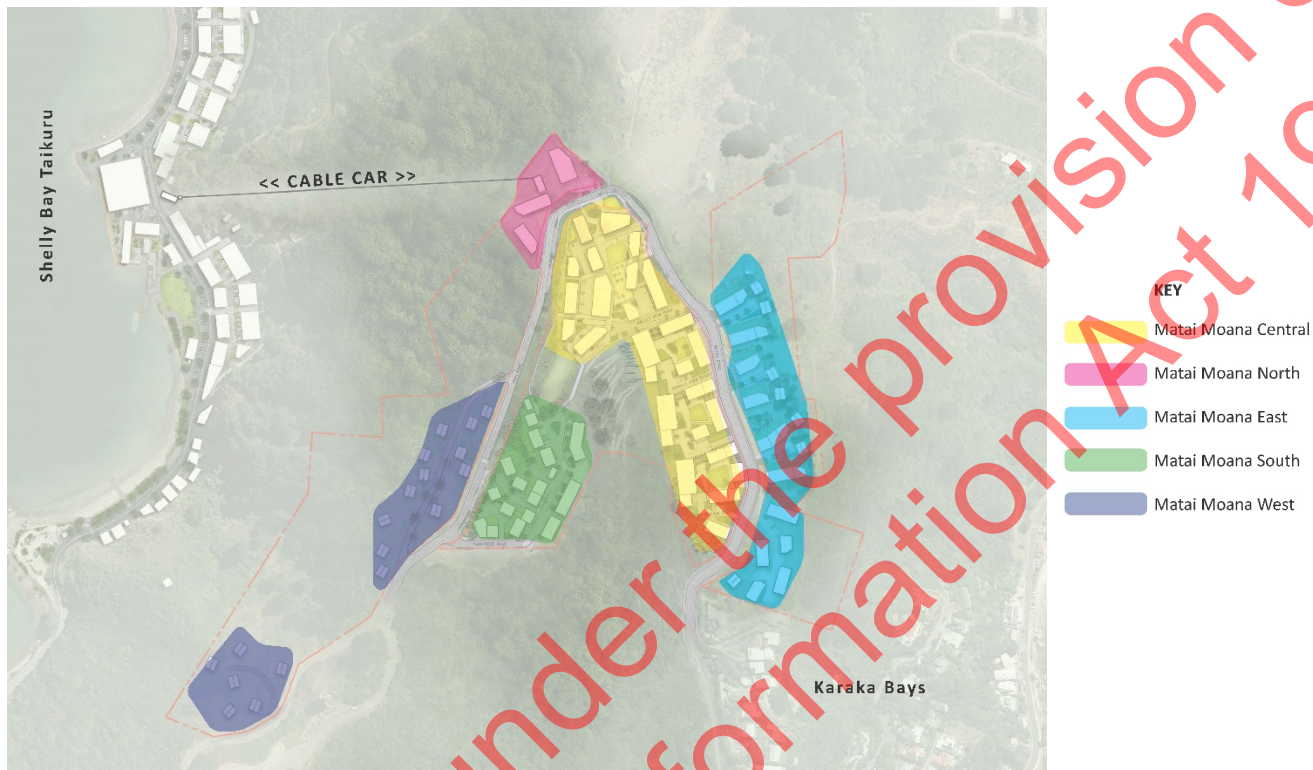 Shelly Bay Taikuru
<< CABLE CAR >>
Karaka Bays
KEY
Matai Moana Central
Matai Moana North
Matai Moana East
Matai Moana South
Matai Moana West
under the provision
formation Act 19